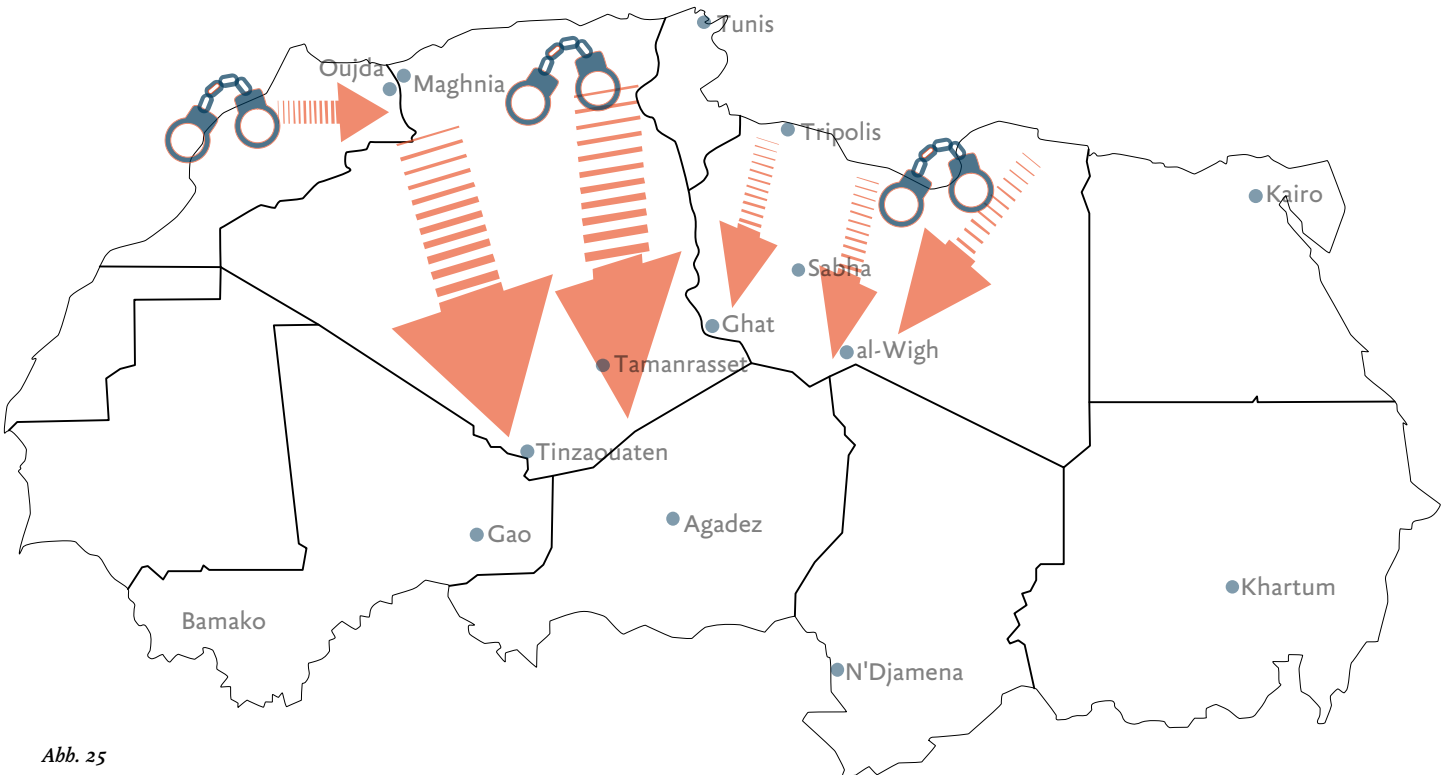 Tunis
Oujda
Maghnia
Tripolis
Kairo
Sabha
Ghat
al-Wigh
Tamanrasset
Tinzaouaten
Agadez
Gao
Khartum
Bamako
N'Djamena
Abb. 25